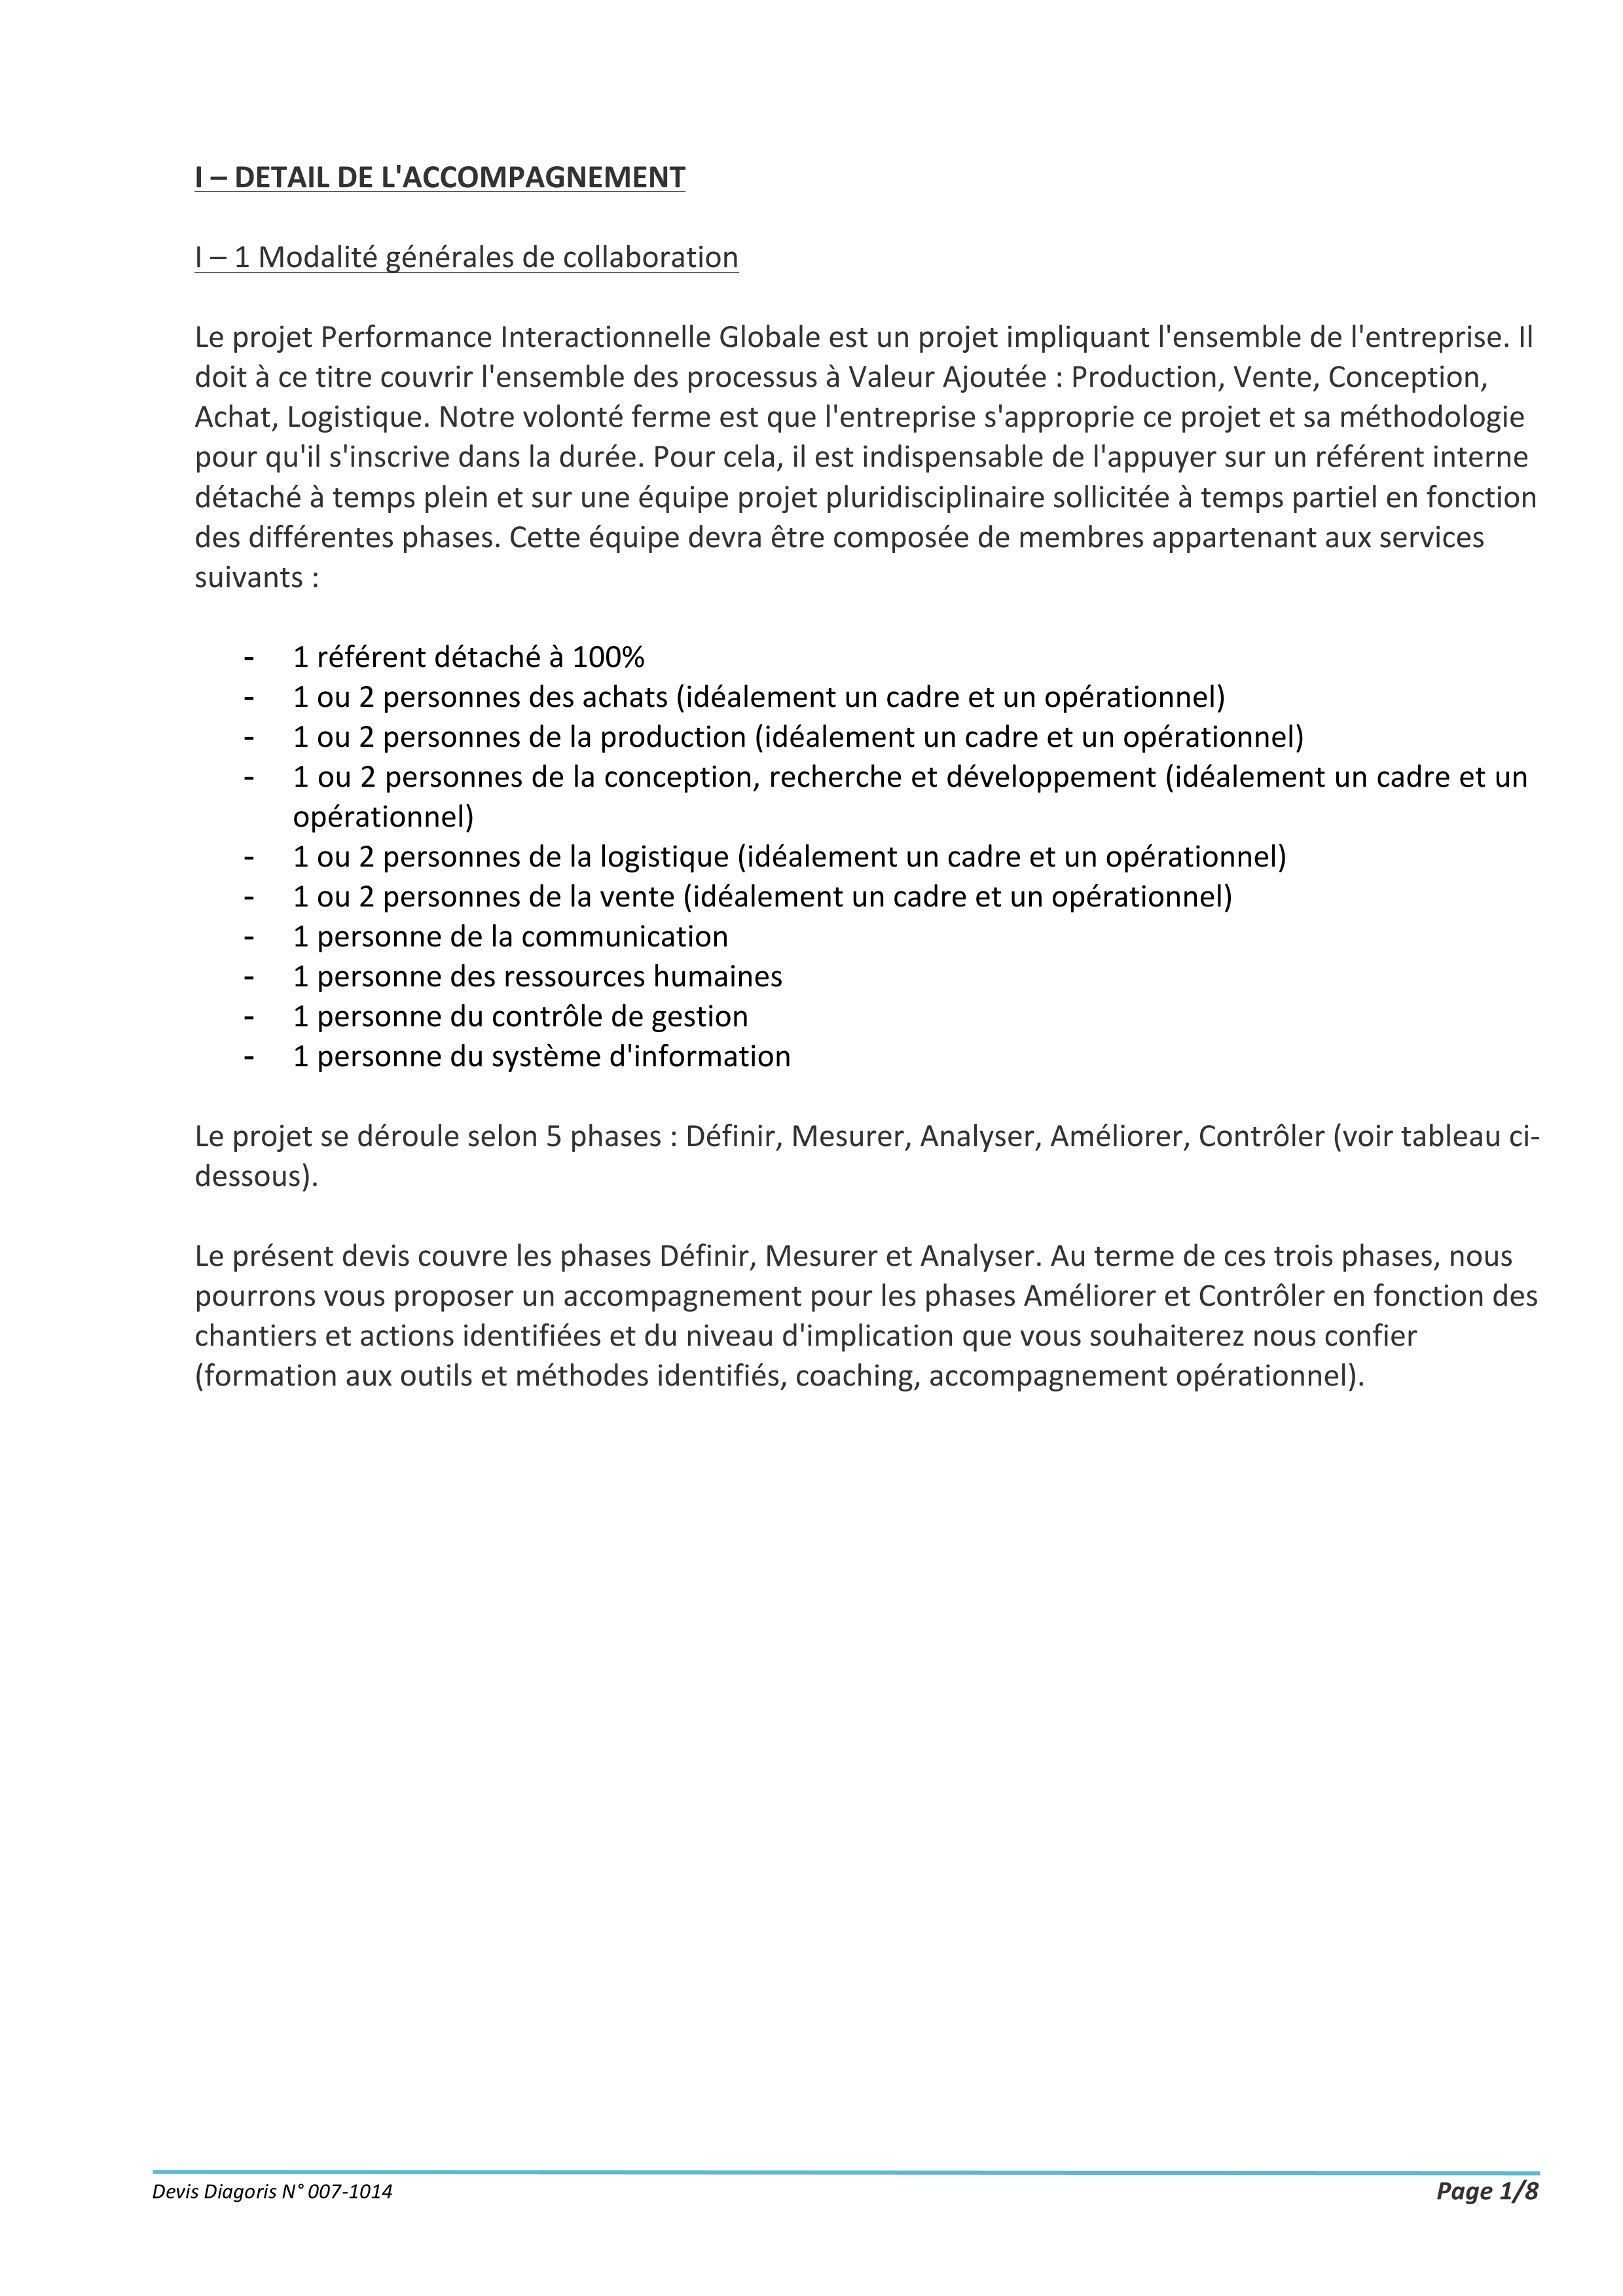 I – DETAIL DE L'ACCOMPAGNEMENT
I – 1 Modalité générales de collaboration
Le projet Performance Interactionnelle Globale est un projet impliquant l'ensemble de l'entreprise. Il
doit à ce titre couvrir l'ensemble des processus à Valeur Ajoutée : Production, Vente, Conception,
Achat, Logistique. Notre volonté ferme est que l'entreprise s'approprie ce projet et sa méthodologie
pour qu'il s'inscrive dans la durée. Pour cela, il est indispensable de l'appuyer sur un référent interne
détaché à temps plein et sur une équipe projet pluridisciplinaire sollicitée à temps partiel en fonction
des différentes phases. Cette équipe devra être composée de membres appartenant aux services
suivants :
- 1 référent détaché à 100%
- 1 ou 2 personnes des achats (idéalement un cadre et un opérationnel)
- 1 ou 2 personnes de la production (idéalement un cadre et un opérationnel)
- 1 ou 2 personnes de la conception, recherche et développement (idéalement un cadre et un
opérationnel)
- 1 ou 2 personnes de la logistique (idéalement un cadre et un opérationnel)
- 1 ou 2 personnes de la vente (idéalement un cadre et un opérationnel)
- 1 personne de la communication
- 1 personne des ressources humaines
- 1 personne du contrôle de gestion
- 1 personne du système d'information
Le projet se déroule selon 5 phases : Définir, Mesurer, Analyser, Améliorer, Contrôler (voir tableau ci-
dessous).
Le présent devis couvre les phases Définir, Mesurer et Analyser. Au terme de ces trois phases, nous
pourrons vous proposer un accompagnement pour les phases Améliorer et Contrôler en fonction des
chantiers et actions identifiées et du niveau d'implication que vous souhaiterez nous confier
(formation aux outils et méthodes identifiés, coaching, accompagnement opérationnel).
Devis Diagoris N° 007-1014
Page 1/8